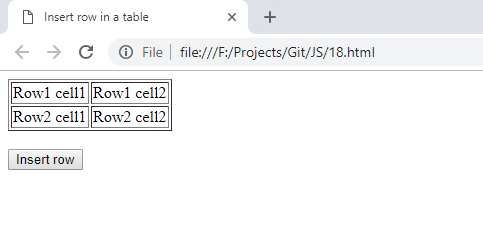 Insert row in a table
File file:///F:/Projects/Git/JS/18.html
Row1 cell1 Row1 cell2
Row2 cell1 Row2 cell2
Insert row